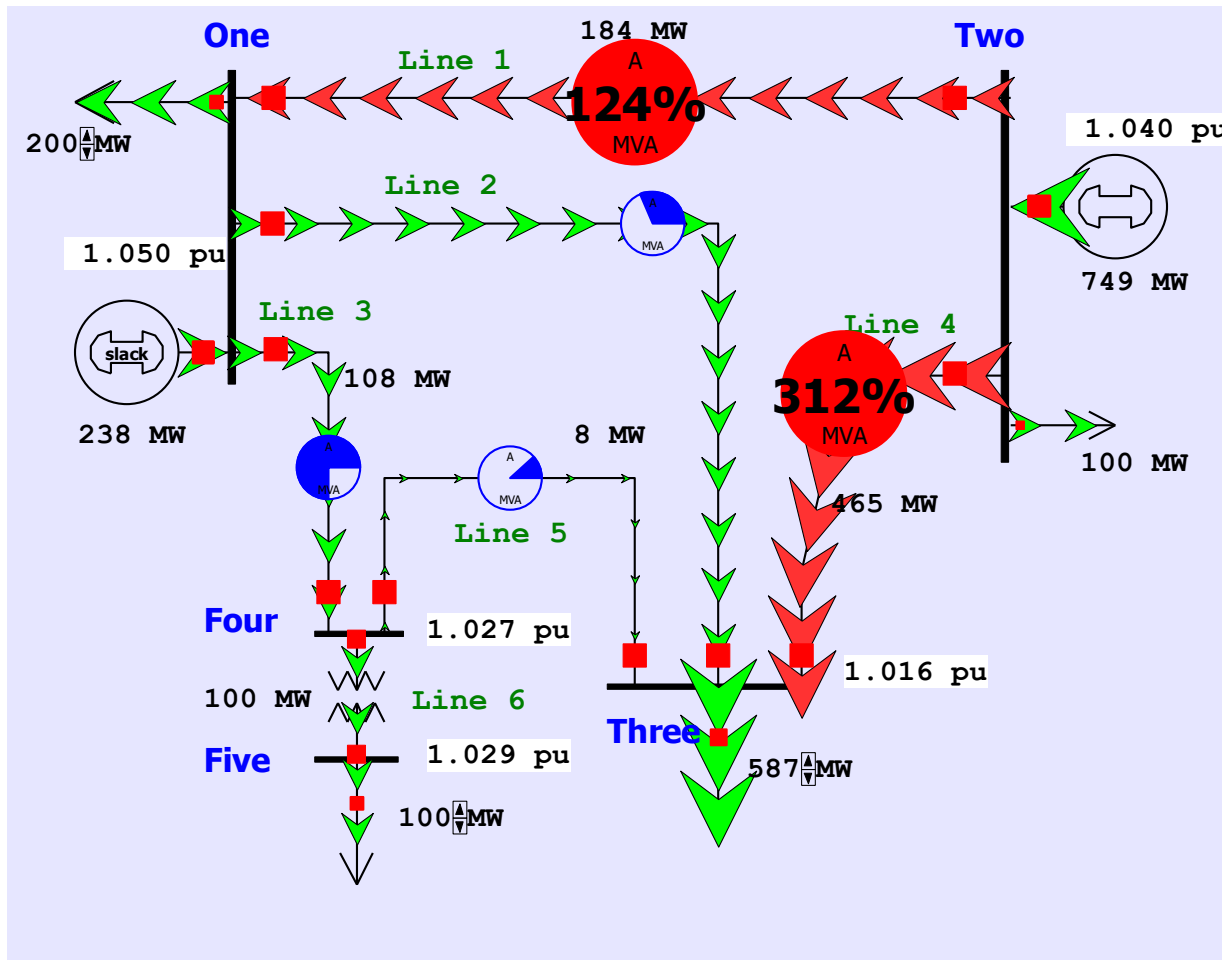 184 MW
One
Two
Line 1
A
124%
MVA
1.040 pu
200 MW
Line 2
A
MVA
1.050 pu
749 MW
Line 3
Line 4
slack
A
312%
MVA
108 MW
238 MW
8 MW
A
MVA
A
MVA
100 MW
465 MW
Line 5
Four
1.027 pu
1.016 pu
100 MW
Line 6
Three
Five
1.029 pu
587 MW
100 MW